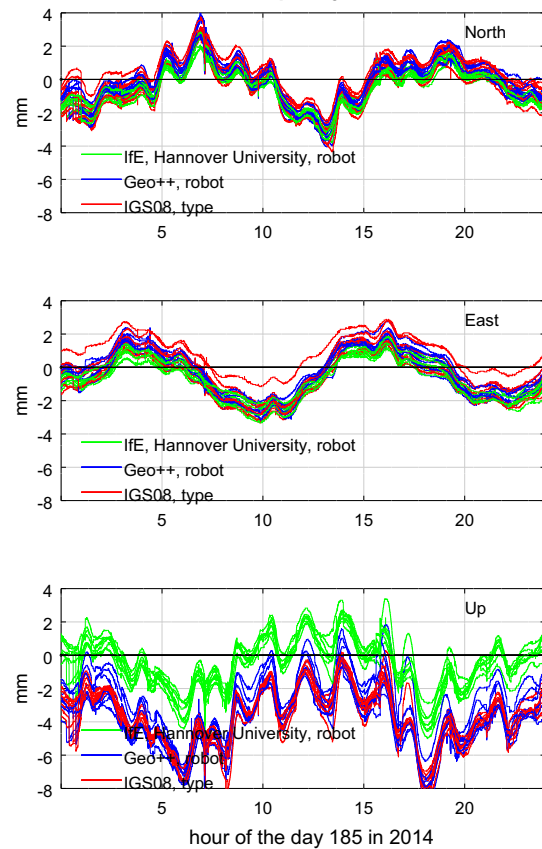 4
2
0
-2
-4
-6
-8
mm
North
IfE, Hannover University, robot
Geo++, robot
IGS08, type
5 10 15 20
4
2
0
-2
-4
-6
-8
mm
East
IfE, Hannover University, robot
Geo++, robot
IGS08, type
5 10 15 20
4
2
0
-2
-4
-6
-8
mm
Up
IfE, Hannover University, robot
Geo++, robot
IGS08, type
5 10 15 20
hour of the day 185 in 2014